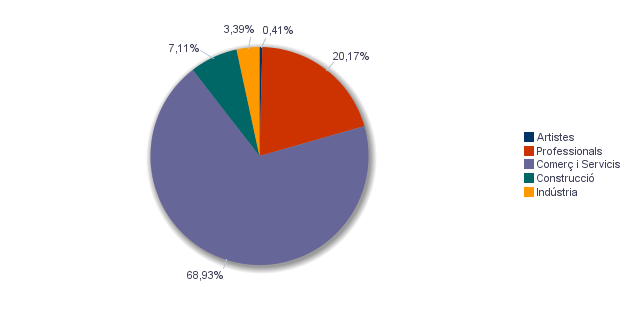 3,39%
0,41%
7,11%
20,17%
68,93%
Artistes
Professionals
Comerç i Servicis
Construcció
Indústria